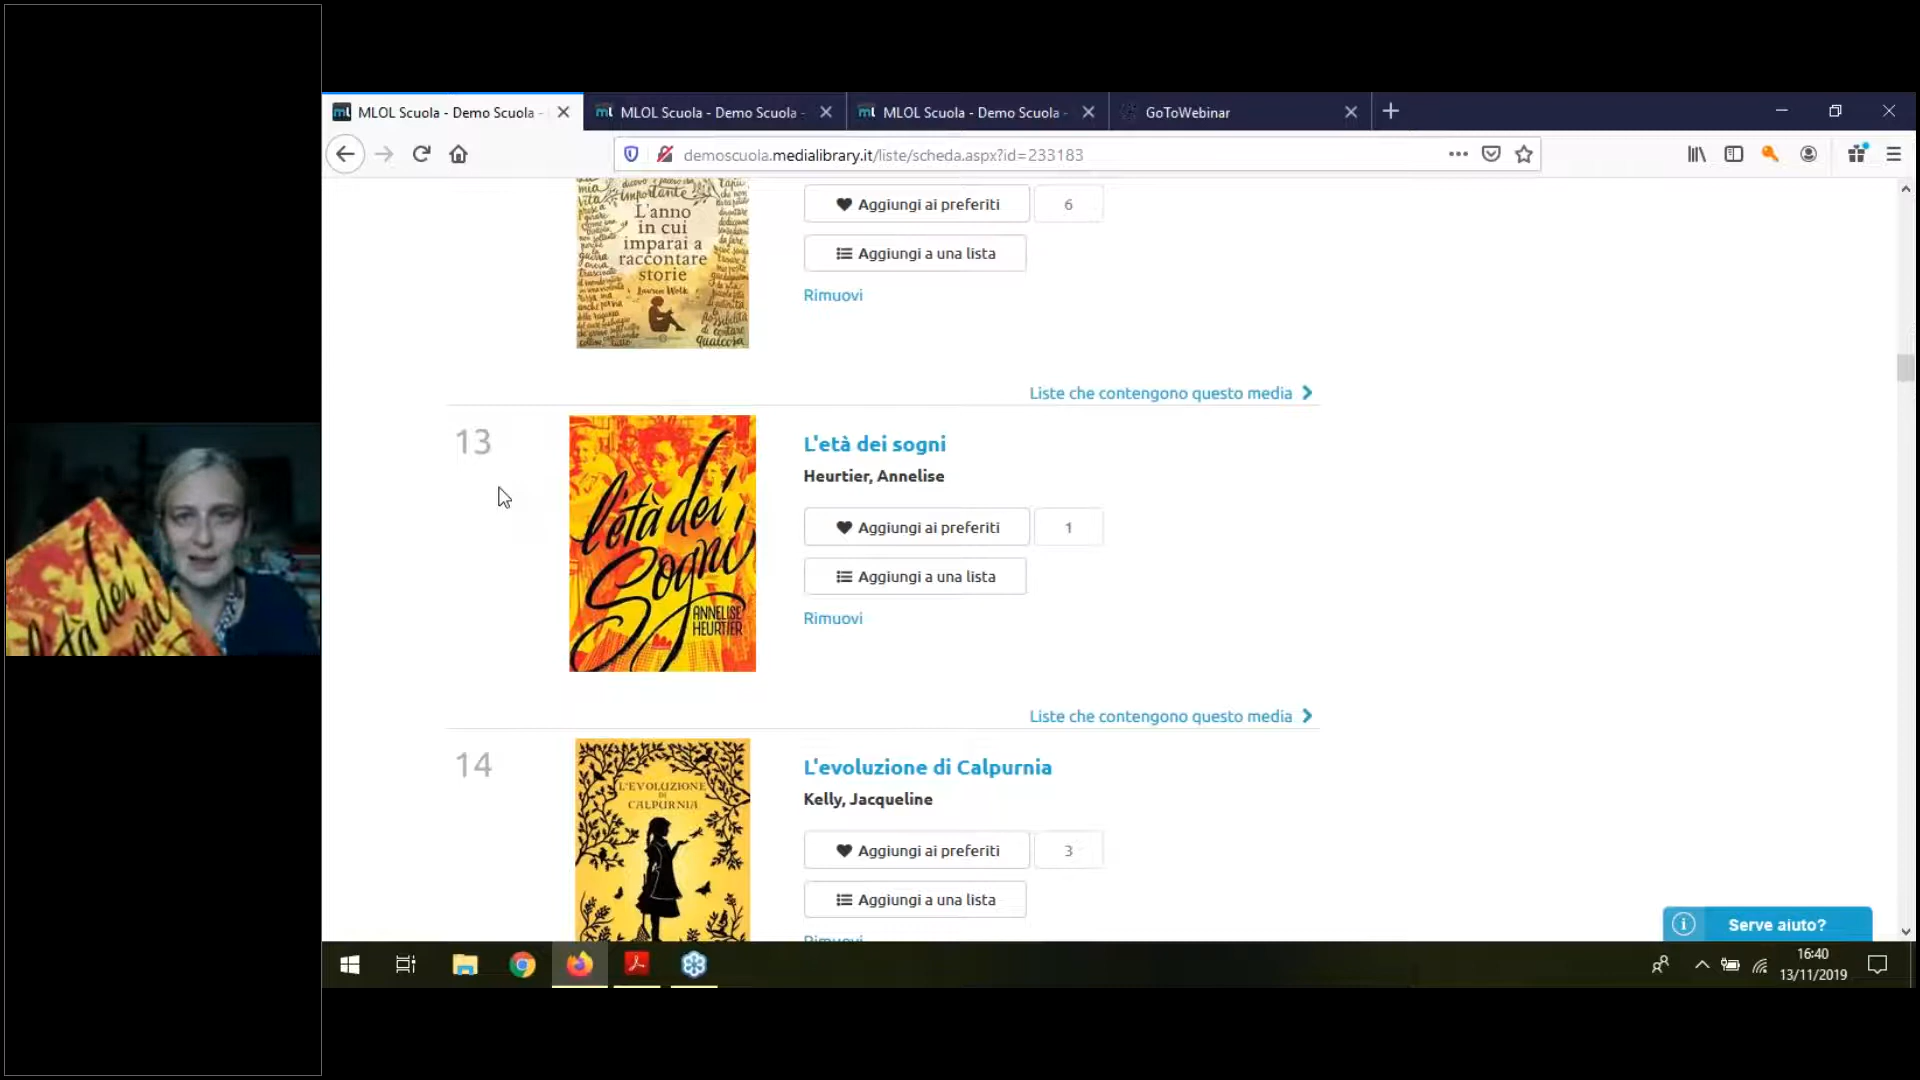 MLOL Scuola - Demo Scuola -
MLOL Scuola - Demo Scuola -
MLOL Scuola - Demo Scuola -
GoToWebinar
demoscuola.medialibrary.it/liste/scheda.aspx?id=233183
importante
L'anno
in cui
imparai a
raccontare
storie
Lauren Wolk
Aggiungi ai preferiti
6
Aggiungi a una lista
Rimuovi
Liste che contengono questo media
13
l'età dei
Sogni
ANNELISE
HEURTIER
L'età dei sogni
Heurtier, Annelise
Aggiungi ai preferiti
1
Aggiungi a una lista
Rimuovi
Liste che contengono questo media
14
L'EVOLUZIONE
DI
CALPURNIA
L'evoluzione di Calpurnia
Kelly, Jacqueline
Aggiungi ai preferiti
3
Aggiungi a una lista
Rimuovi
Serve aiuto?
16:40
13/11/2019